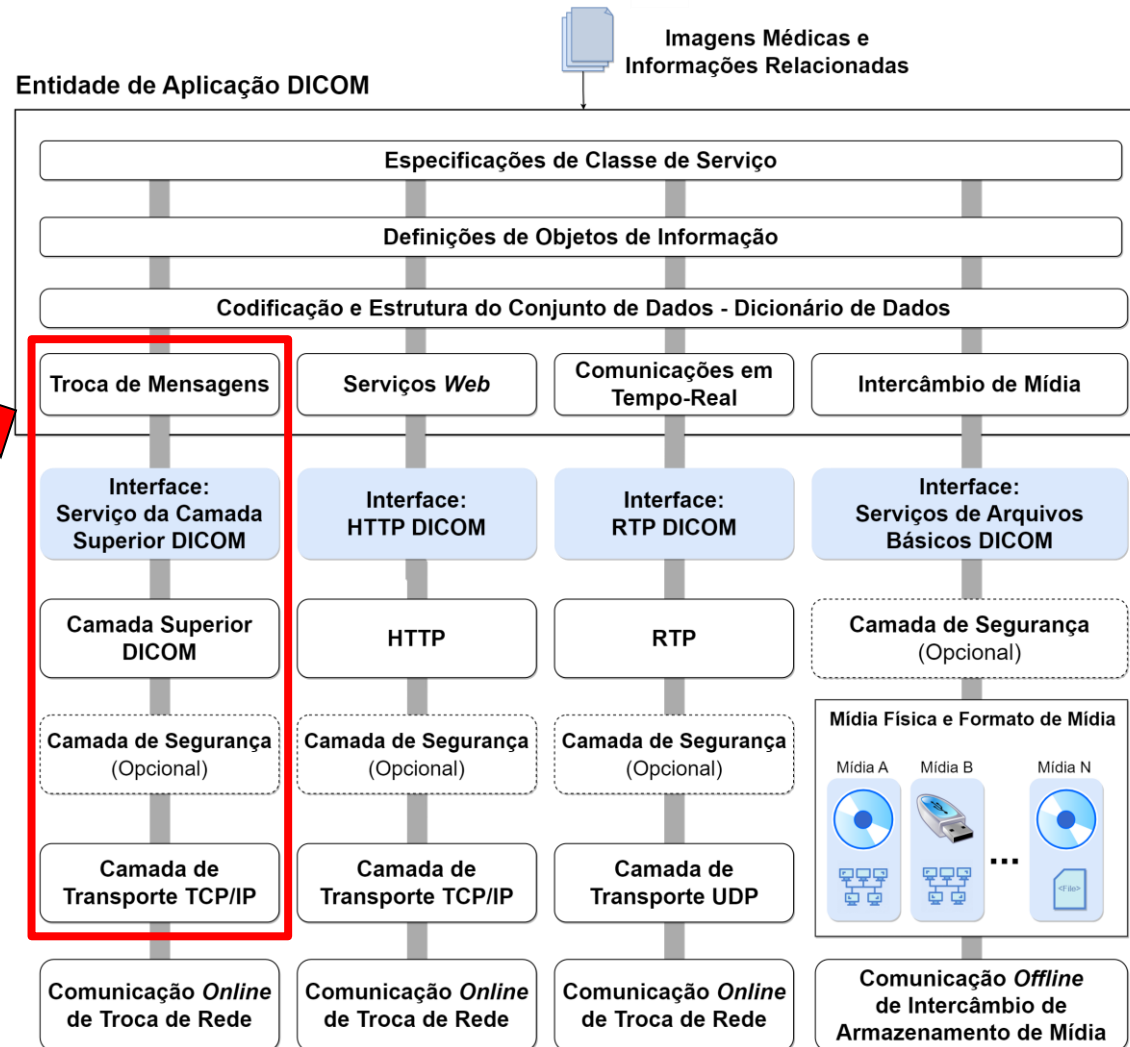 Imagens Médicas e
Informações Relacionadas
Entidade de Aplicação DICOM
Especificações de Classe de Serviço
Definições de Objetos de Informação
Codificação e Estrutura do Conjunto de Dados - Dicionário de Dados
Troca de Mensagens
Serviços Web
Comunicações em
Tempo-Real
Intercâmbio de Mídia
Interface:
Serviço da Camada
Superior DICOM
Interface:
HTTP DICOM
Interface:
RTP DICOM
Interface:
Serviços de Arquivos
Básicos DICOM
Camada Superior
DICOM
HTTP
RTP
Camada de Segurança
(Opcional)
Camada de Segurança
(Opcional)
Camada de Segurança
(Opcional)
Camada de Segurança
(Opcional)
Mídia Física e Formato de Mídia
Mídia A
Mídia B
Mídia N
...
<File>
Camada de
Transporte TCP/IP
Camada de
Transporte TCP/IP
Camada de
Transporte UDP
Comunicação Online
de Troca de Rede
Comunicação Online
de Troca de Rede
Comunicação Online
de Troca de Rede
Comunicação Offline
de Intercâmbio de
Armazenamento de Mídia